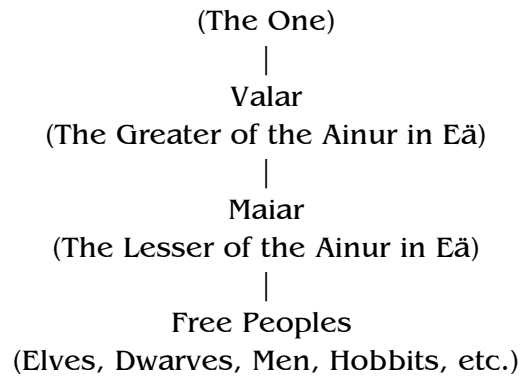 (The One)
Valar
(The Greater of the Ainur in Eä)
Maiar
(The Lesser of the Ainur in Eä)
Free Peoples
(Elves, Dwarves, Men, Hobbits, etc.)